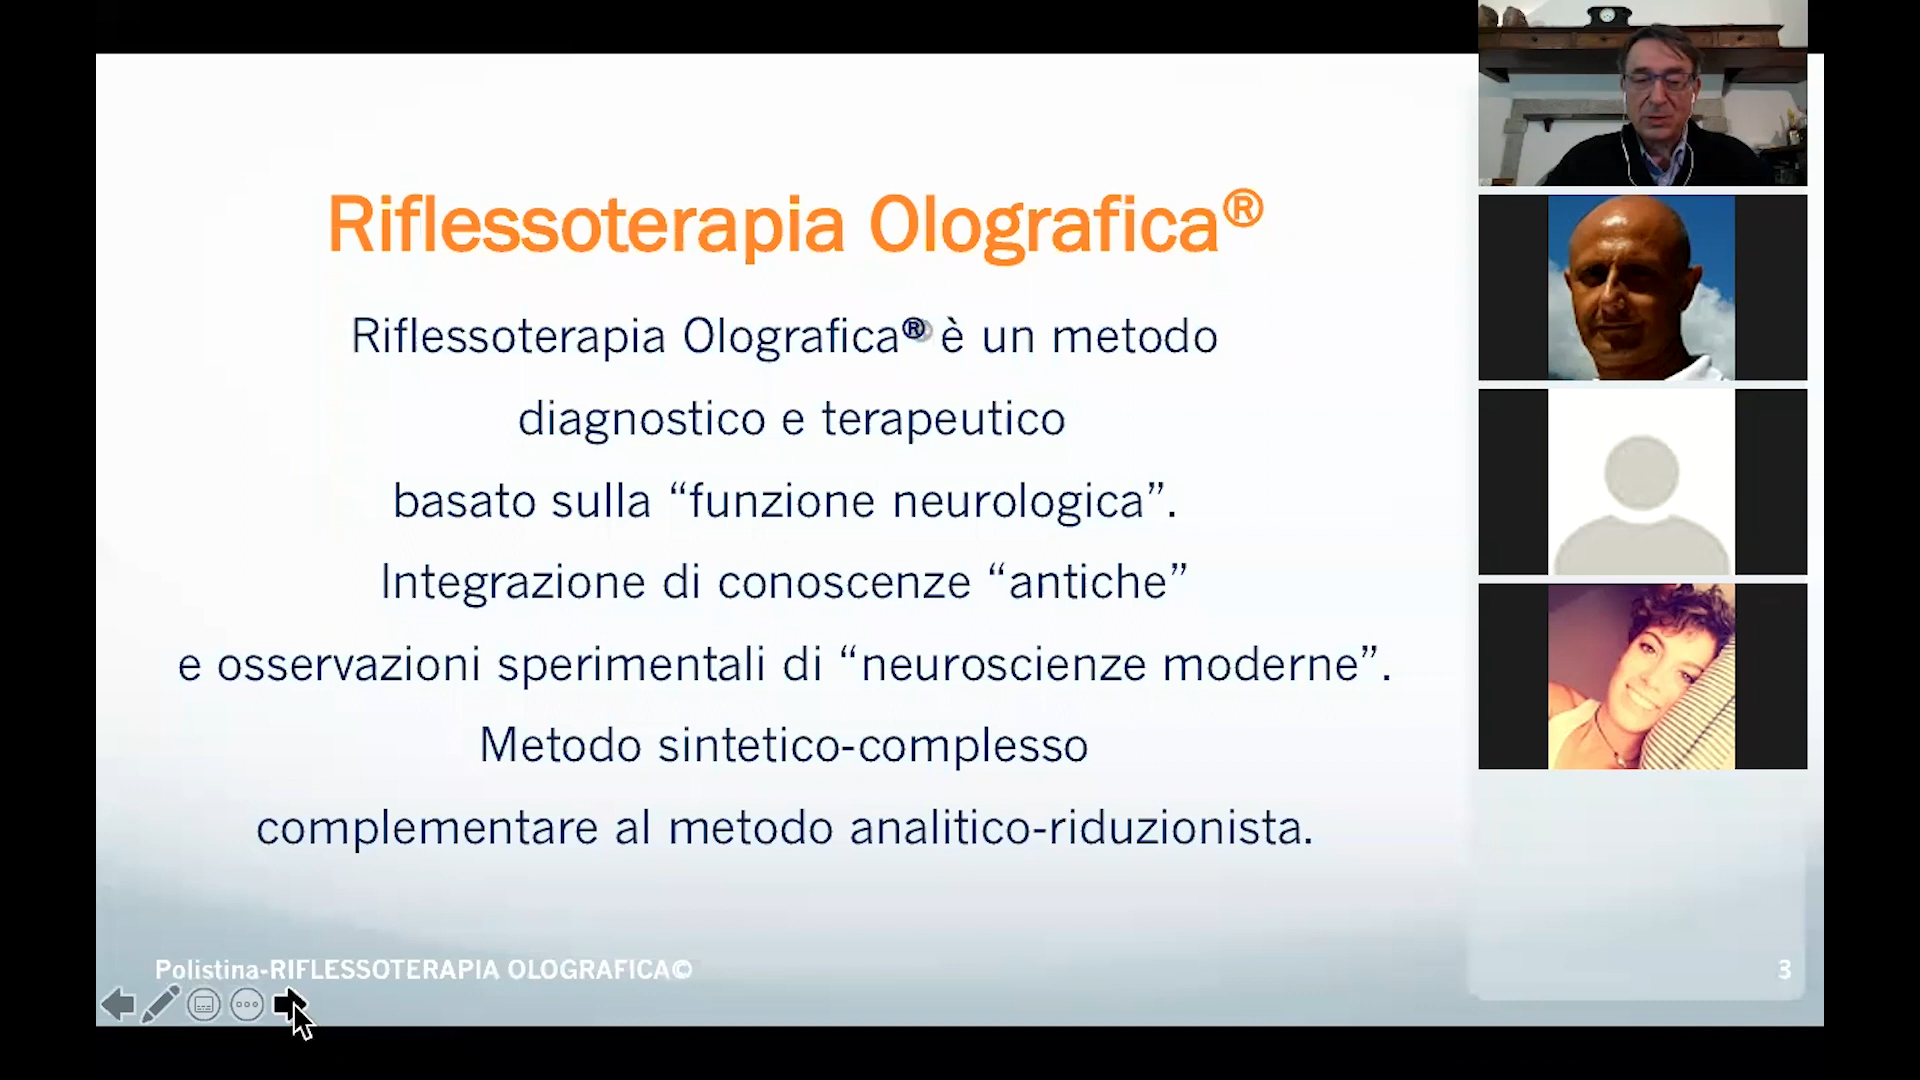 Riflessoterapia Olografica®
Riflessoterapia Olografica® è un metodo
diagnostico e terapeutico
basato sulla “funzione neurologica”.
Integrazione di conoscenze “antiche”
e osservazioni sperimentali di “neuroscienze moderne”.
Metodo sintetico-complesso
complementare al metodo analitico-riduzionista.
Polistina-RIFLESSOTERAPIA OLOGRAFICA©
3